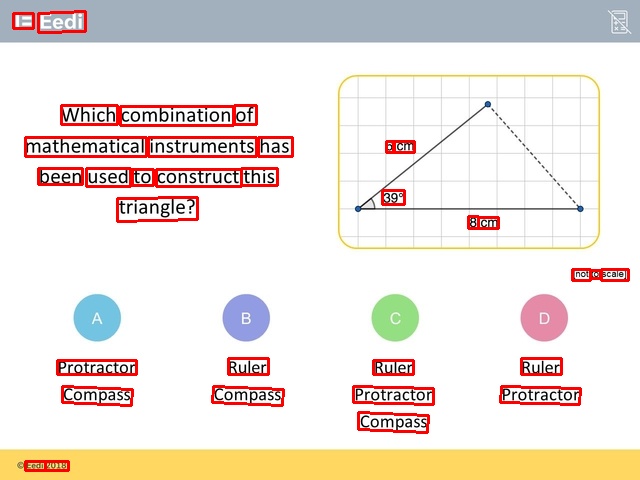 Eedi
Which combination of
mathematical instruments has
been used to construct this
triangle?
cm
39°
8 cm
not to scale
A
B
C
D
Protractor
Compass
Ruler
Compass
Ruler
Protractor
Compass
Ruler
Protractor
© Eedi 2018